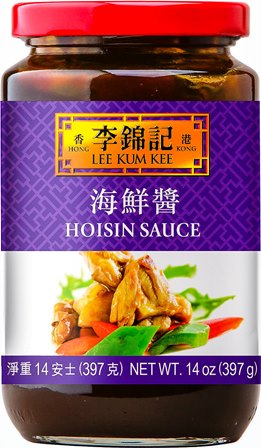 香 李錦記 港
HONG LEE KUM KEE KONG
海鮮醬
HOISIN SAUCE
淨重 14 安士 (397 克) NET WT. 14 oz (397 g)